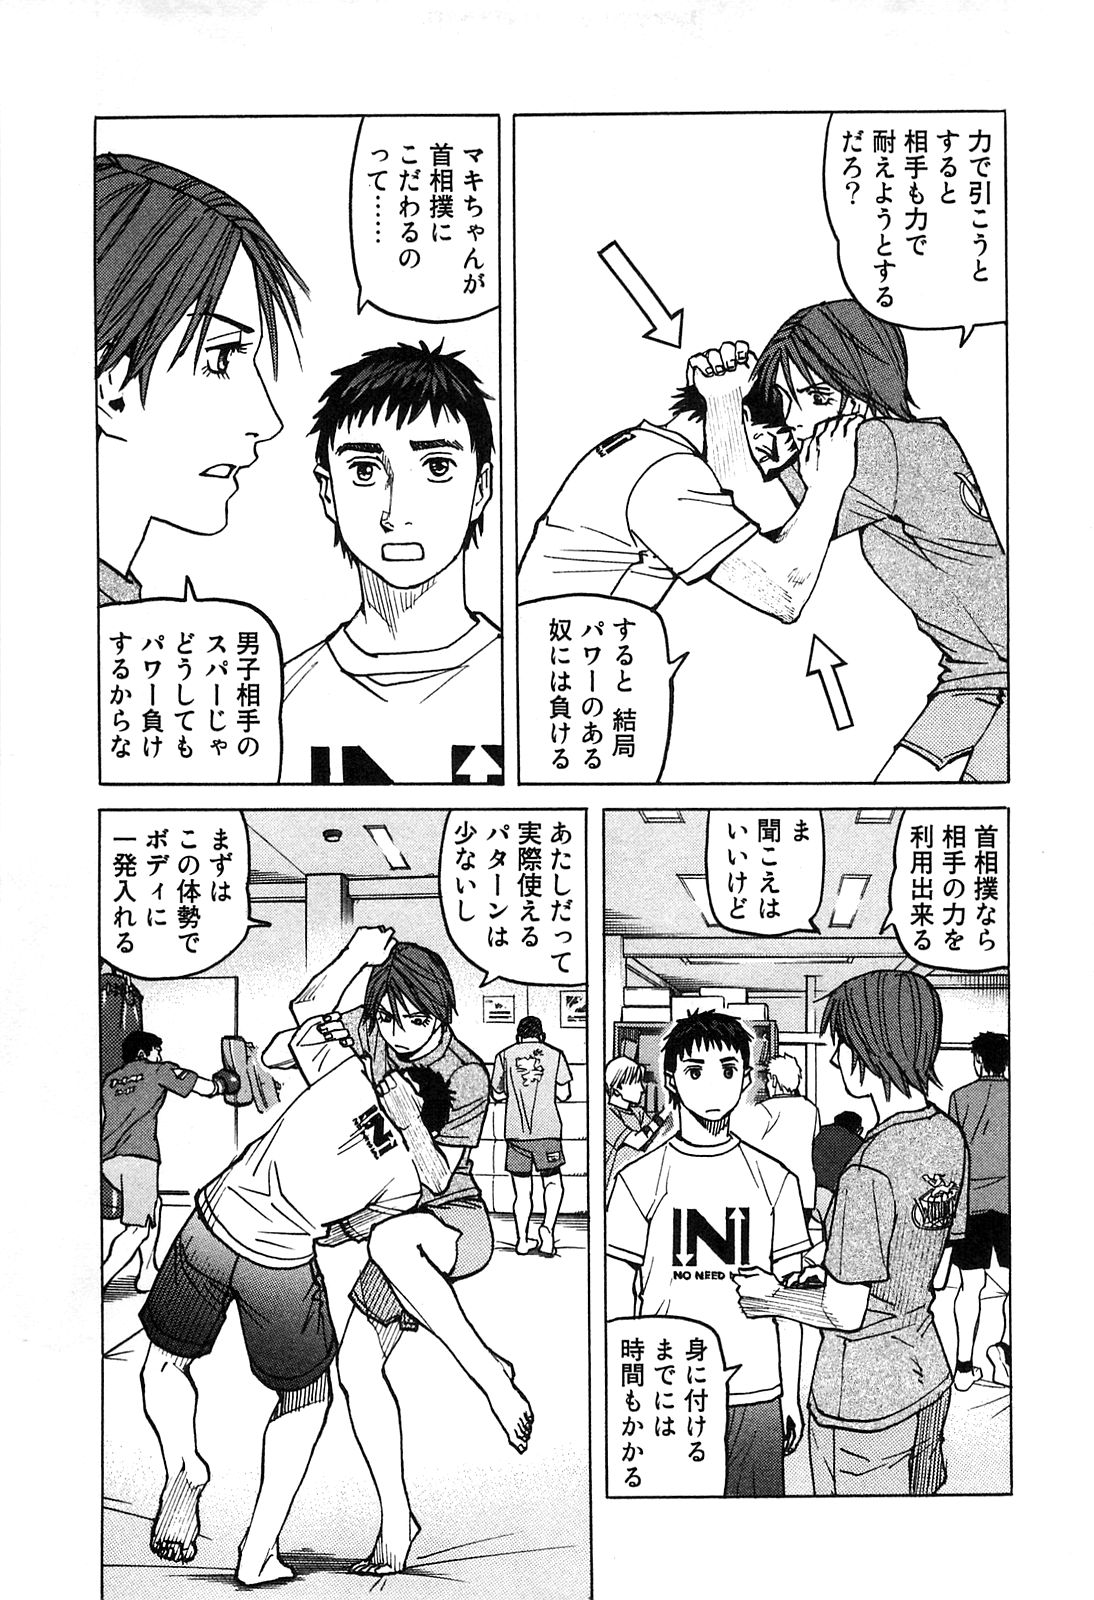 力で引こうと
すると
相手も力で
耐えようとする
だろ？
すると 結局
パワーのある
奴には負ける
マキちゃんが
首相撲に
こだわるの
って……
男子相手の
スパーじゃ
どうしても
パワー負け
するからな
首相撲なら
相手の力を
利用出来る
ま
聞こえは
いいけど
身に付ける
までには
時間もかかる
NO NEED
あたしだって
実際使える
パターンは
少ないし
まずは
この体勢で
ボディに
一発入れる